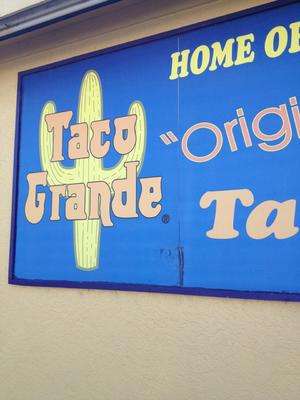 HOME OF
Taco
Grande®
"Origi
Ta